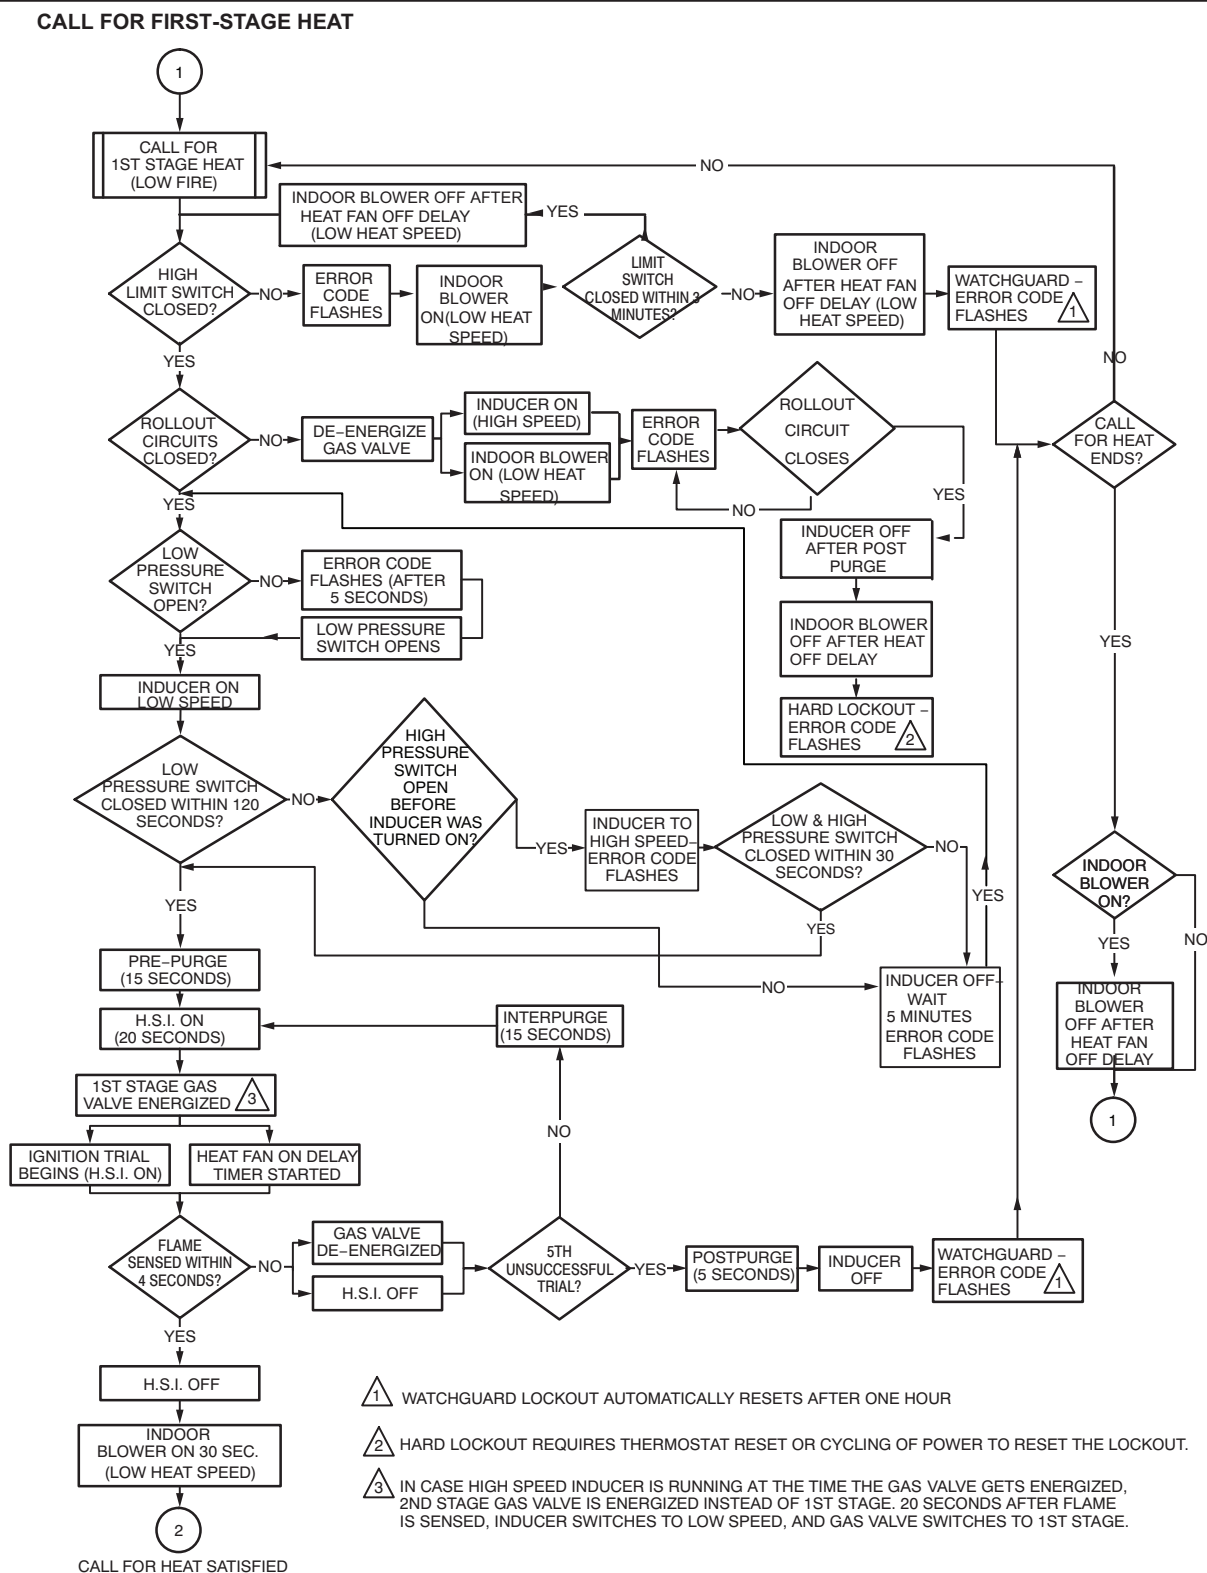 CALL FOR FIRST-STAGE HEAT
1
CALL FOR
1ST STAGE HEAT
(LOW FIRE)
NO
INDOOR BLOWER OFF AFTER
HEAT FAN OFF DELAY
(LOW HEAT SPEED)
YES
HIGH
LIMIT SWITCH
CLOSED?
NO
ERROR
CODE
FLASHES
INDOOR
BLOWER
ON(LOW HEAT
SPEED)
LIMIT
SWITCH
CLOSED WITHIN 3
MINUTES?
NO
INDOOR
BLOWER OFF
AFTER HEAT FAN
OFF DELAY (LOW
HEAT SPEED)
WATCHGUARD –
ERROR CODE
FLASHES
1
NO
YES
ROLLOUT
CIRCUITS
CLOSED?
NO
DE–ENERGIZE
GAS VALVE
INDUCER ON
(HIGH SPEED)
INDOOR BLOWER
ON (LOW HEAT
SPEED)
ERROR
CODE
FLASHES
ROLLOUT
CIRCUIT
CLOSES
NO
YES
CALL
FOR HEAT
ENDS?
YES
LOW
PRESSURE
SWITCH
OPEN?
NO
ERROR CODE
FLASHES (AFTER
5 SECONDS)
LOW PRESSURE
SWITCH OPENS
INDUCER OFF
AFTER POST
PURGE
INDOOR BLOWER
OFF AFTER HEAT
OFF DELAY
HARD LOCKOUT –
ERROR CODE
FLASHES
2
YES
YES
INDUCER ON
LOW SPEED
LOW
PRESSURE SWITCH
CLOSED WITHIN 120
SECONDS?
NO
HIGH
PRESSURE
SWITCH
OPEN
BEFORE
INDUCER WAS
TURNED ON?
YES
INDUCER TO
HIGH SPEED–
ERROR CODE
FLASHES
LOW & HIGH
PRESSURE SWITCH
CLOSED WITHIN 30
SECONDS?
NO
YES
INDOOR
BLOWER
ON?
YES
YES
YES
NO
PRE–PURGE
(15 SECONDS)
NO
INDUCER OFF–
WAIT
5 MINUTES
ERROR CODE
FLASHES
INDOOR
BLOWER
OFF AFTER
HEAT FAN
OFF DELAY
H.S.I. ON
(20 SECONDS)
INTERPURGE
(15 SECONDS)
1
1ST STAGE GAS
VALVE ENERGIZED
3
NO
IGNITION TRIAL
BEGINS (H.S.I. ON)
HEAT FAN ON DELAY
TIMER STARTED
FLAME
SENSED WITHIN
4 SECONDS?
NO
GAS VALVE
DE–ENERGIZED
H.S.I. OFF
5TH
UNSUCCESSFUL
TRIAL?
YES
POSTPURGE
(5 SECONDS)
INDUCER
OFF
WATCHGUARD –
ERROR CODE
FLASHES
1
YES
H.S.I. OFF
INDOOR
BLOWER ON 30 SEC.
(LOW HEAT SPEED)
2
CALL FOR HEAT SATISFIED
1 WATCHGUARD LOCKOUT AUTOMATICALLY RESETS AFTER ONE HOUR
2 HARD LOCKOUT REQUIRES THERMOSTAT RESET OR CYCLING OF POWER TO RESET THE LOCKOUT.
3 IN CASE HIGH SPEED INDUCER IS RUNNING AT THE TIME THE GAS VALVE GETS ENERGIZED,
2ND STAGE GAS VALVE IS ENERGIZED INSTEAD OF 1ST STAGE. 20 SECONDS AFTER FLAME
IS SENSED, INDUCER SWITCHES TO LOW SPEED, AND GAS VALVE SWITCHES TO 1ST STAGE.